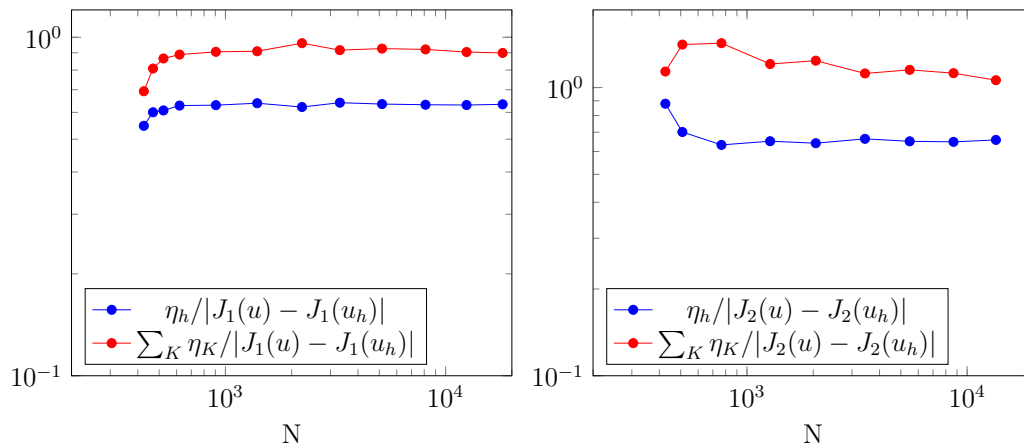 10^0
10^{-1}
10^3
10^4
N
η_h/|J_1(u) − J_1(u_h)|
∑_K η_K/|J_1(u) − J_1(u_h)|
10^0
10^{-1}
10^3
10^4
N
η_h/|J_2(u) − J_2(u_h)|
∑_K η_K/|J_2(u) − J_2(u_h)|